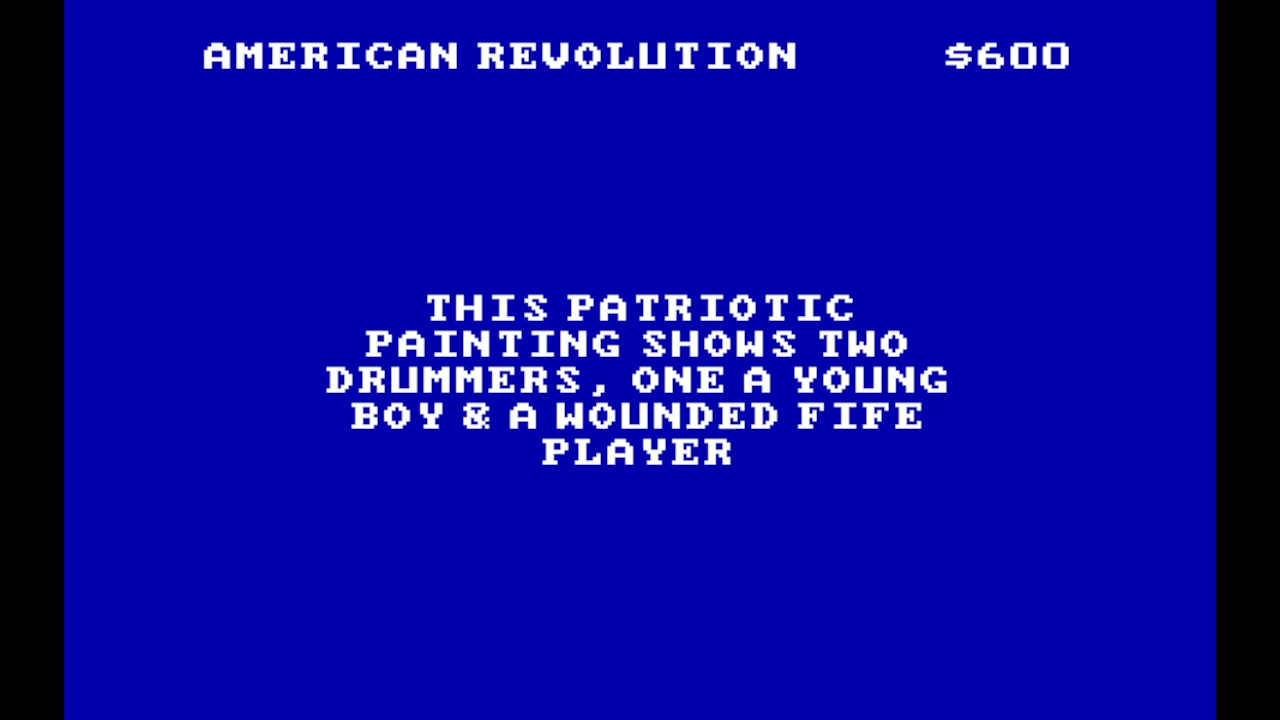 AMERICAN REVOLUTION $600
THIS PATRIOTIC
PAINTING SHOWS TWO
DRUMMERS, ONE A YOUNG
BOY & A WOUNDED FIFE
PLAYER